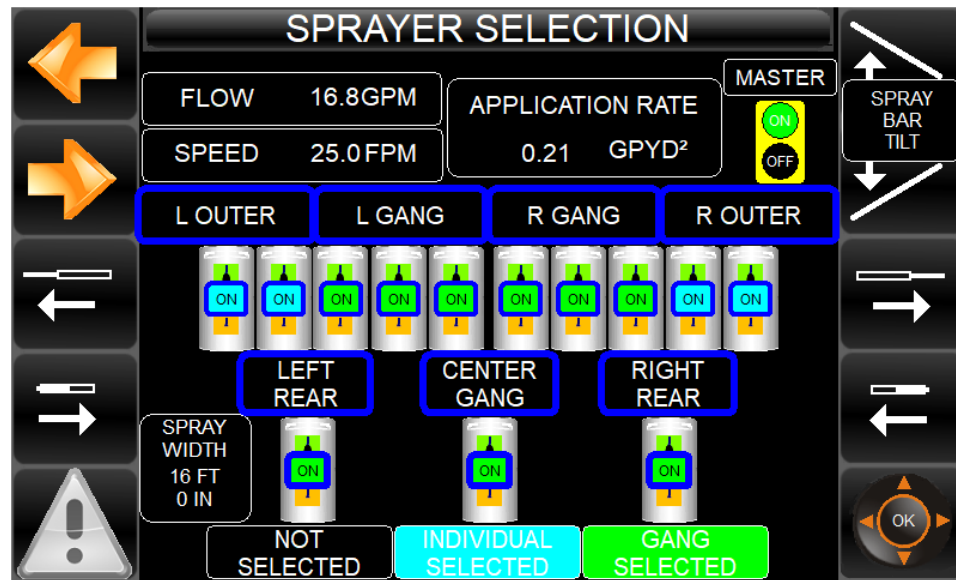 SPRAYER SELECTION
FLOW 16.8GPM
SPEED 25.0 FPM
APPLICATION RATE
0.21 GPYD²
MASTER
ON
OFF
SPRAY
BAR
TILT
L OUTER L GANG R GANG R OUTER
ON ON ON ON ON ON ON ON ON ON
LEFT
REAR
CENTER
GANG
RIGHT
REAR
ON ON ON
SPRAY
WIDTH
16 FT
0 IN
NOT
SELECTED
INDIVIDUAL
SELECTED
GANG
SELECTED
OK